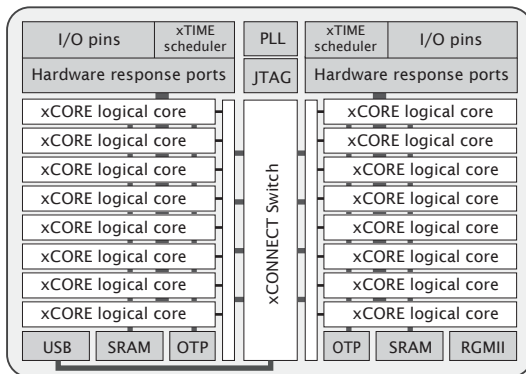 I/O pins
xTIME
scheduler
PLL
xTIME
scheduler
I/O pins
Hardware response ports
JTAG
Hardware response ports
xCORE logical core
xCORE logical core
xCORE logical core
xCORE logical core
xCORE logical core
xCORE logical core
xCORE logical core
xCORE logical core
xCONNECT Switch
xCORE logical core
xCORE logical core
xCORE logical core
xCORE logical core
xCORE logical core
xCORE logical core
xCORE logical core
xCORE logical core
USB
SRAM
OTP
OTP
SRAM
RGMII